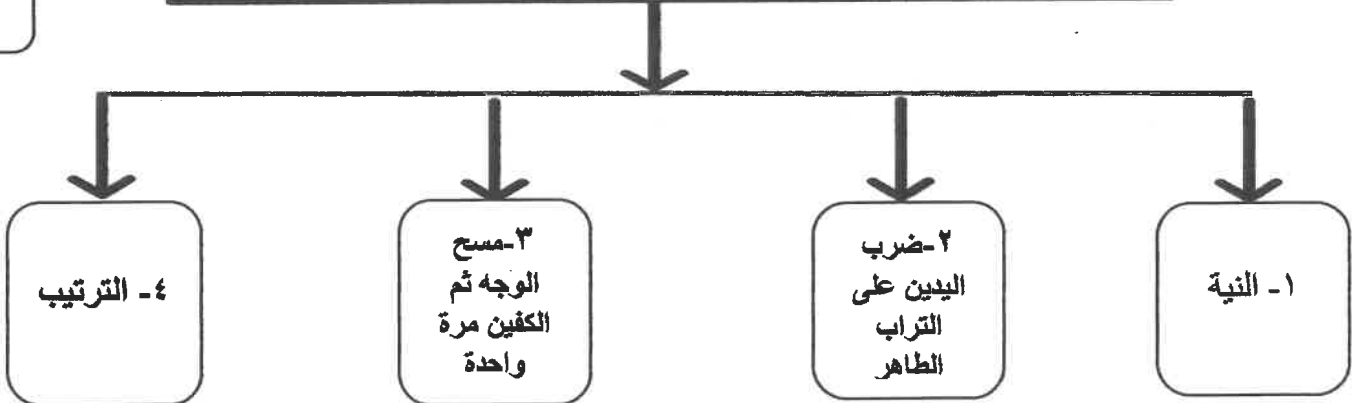 ١- النية
٢-ضرب
اليدين على
التراب
الطاهر
٣-مسح
الوجه ثم
الكفين مرة
واحدة
٤- الترتيب